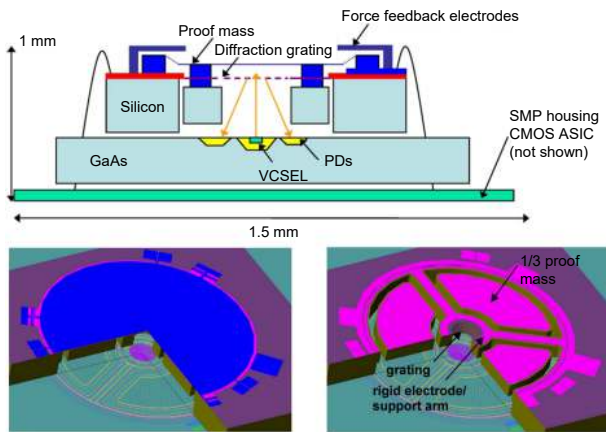 Force feedback electrodes
Proof mass
Diffraction grating
1 mm
Silicon
SMP housing
CMOS ASIC
(not shown)
GaAs
PDs
VCSEL
1.5 mm
1/3 proof
mass
grating
rigid electrode/
support arm